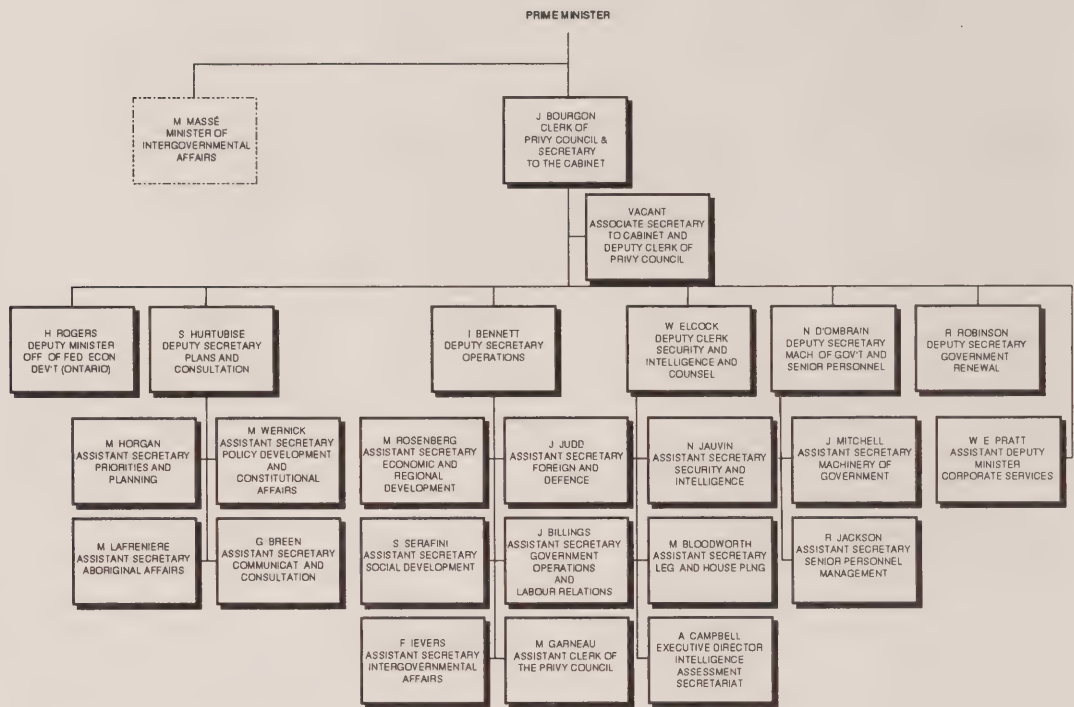 PRIME MINISTER
M MASSÉ
MINISTER OF
INTERGOVERNMENTAL
AFFAIRS
J BOURGON
CLERK OF
PRIVY COUNCIL &
SECRETARY
TO THE CABINET
VACANT
ASSOCIATE SECRETARY
TO CABINET AND
DEPUTY CLERK OF
PRIVY COUNCIL
H ROGERS
DEPUTY MINISTER
OFF OF FED ECON
DEV'T (ONTARIO)
S HURTUBISE
DEPUTY SECRETARY
PLANS AND
CONSULTATION
I BENNETT
DEPUTY SECRETARY
OPERATIONS
W ELCOCK
DEPUTY CLERK
SECURITY AND
INTELLIGENCE AND
COUNSEL
N D'OMBRAIN
DEPUTY SECRETARY
MACH OF GOV'T AND
SENIOR PERSONNEL
R ROBINSON
DEPUTY SECRETARY
GOVERNMENT
RENEWAL
M HORGAN
ASSISTANT SECRETARY
PRIORITIES AND
PLANNING
M WERNICK
ASSISTANT SECRETARY
POLICY DEVELOPMENT
AND
CONSTITUTIONAL
AFFAIRS
M ROSENBERG
ASSISTANT SECRETARY
ECONOMIC AND
REGIONAL
DEVELOPMENT
J JUDD
ASSISTANT SECRETARY
FOREIGN AND
DEFENCE
N JAUVIN
ASSISTANT SECRETARY
SECURITY AND
INTELLIGENCE
J MITCHELL
ASSISTANT SECRETARY
MACHINERY OF
GOVERNMENT
W E PRATT
ASSISTANT DEPUTY
MINISTER
CORPORATE SERVICES
M LAFRENIERE
ASSISTANT SECRETARY
ABORIGINAL AFFAIRS
G BREEN
ASSISTANT SECRETARY
COMMUNICAT AND
CONSULTATION
S SERAFINI
ASSISTANT SECRETARY
SOCIAL DEVELOPMENT
J BILLINGS
ASSISTANT SECRETARY
GOVERNMENT
OPERATIONS
AND
LABOUR RELATIONS
M BLOODWORTH
ASSISTANT SECRETARY
LEG AND HOUSE PLNG
R JACKSON
ASSISTANT SECRETARY
SENIOR PERSONNEL
MANAGEMENT
F IEVERS
ASSISTANT SECRETARY
INTERGOVERNMENTAL
AFFAIRS
M GARNEAU
ASSISTANT CLERK OF
THE PRIVY COUNCIL
A CAMPBELL
EXECUTIVE DIRECTOR
INTELLIGENCE
ASSESSMENT
SECRETARIAT